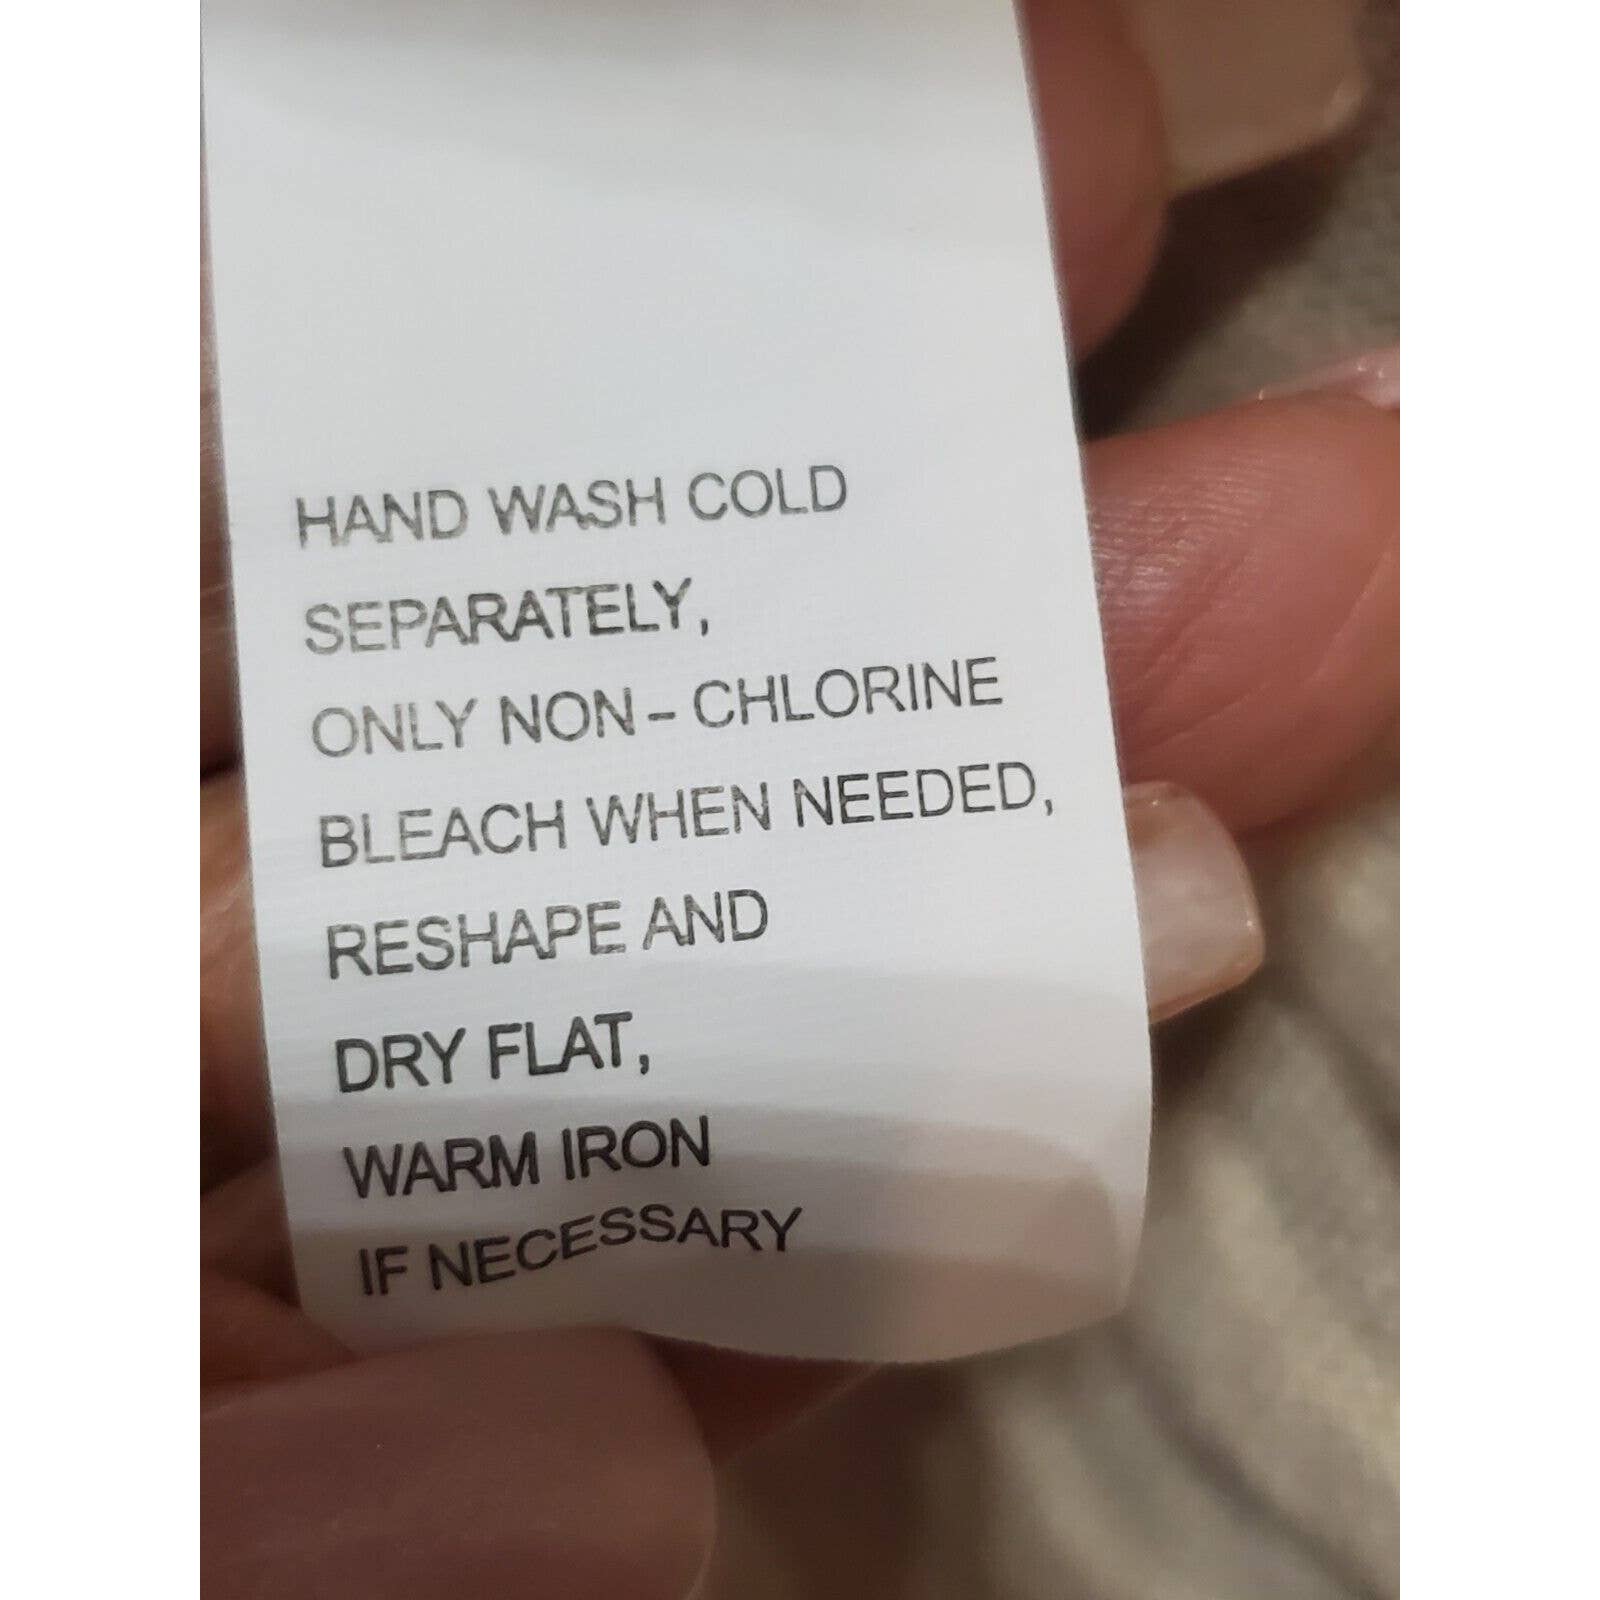 HAND WASH COLD
SEPARATELY,
ONLY NON - CHLORINE
BLEACH WHEN NEEDED,
RESHAPE AND
DRY FLAT,
WARM IRON
IF NECESSARY